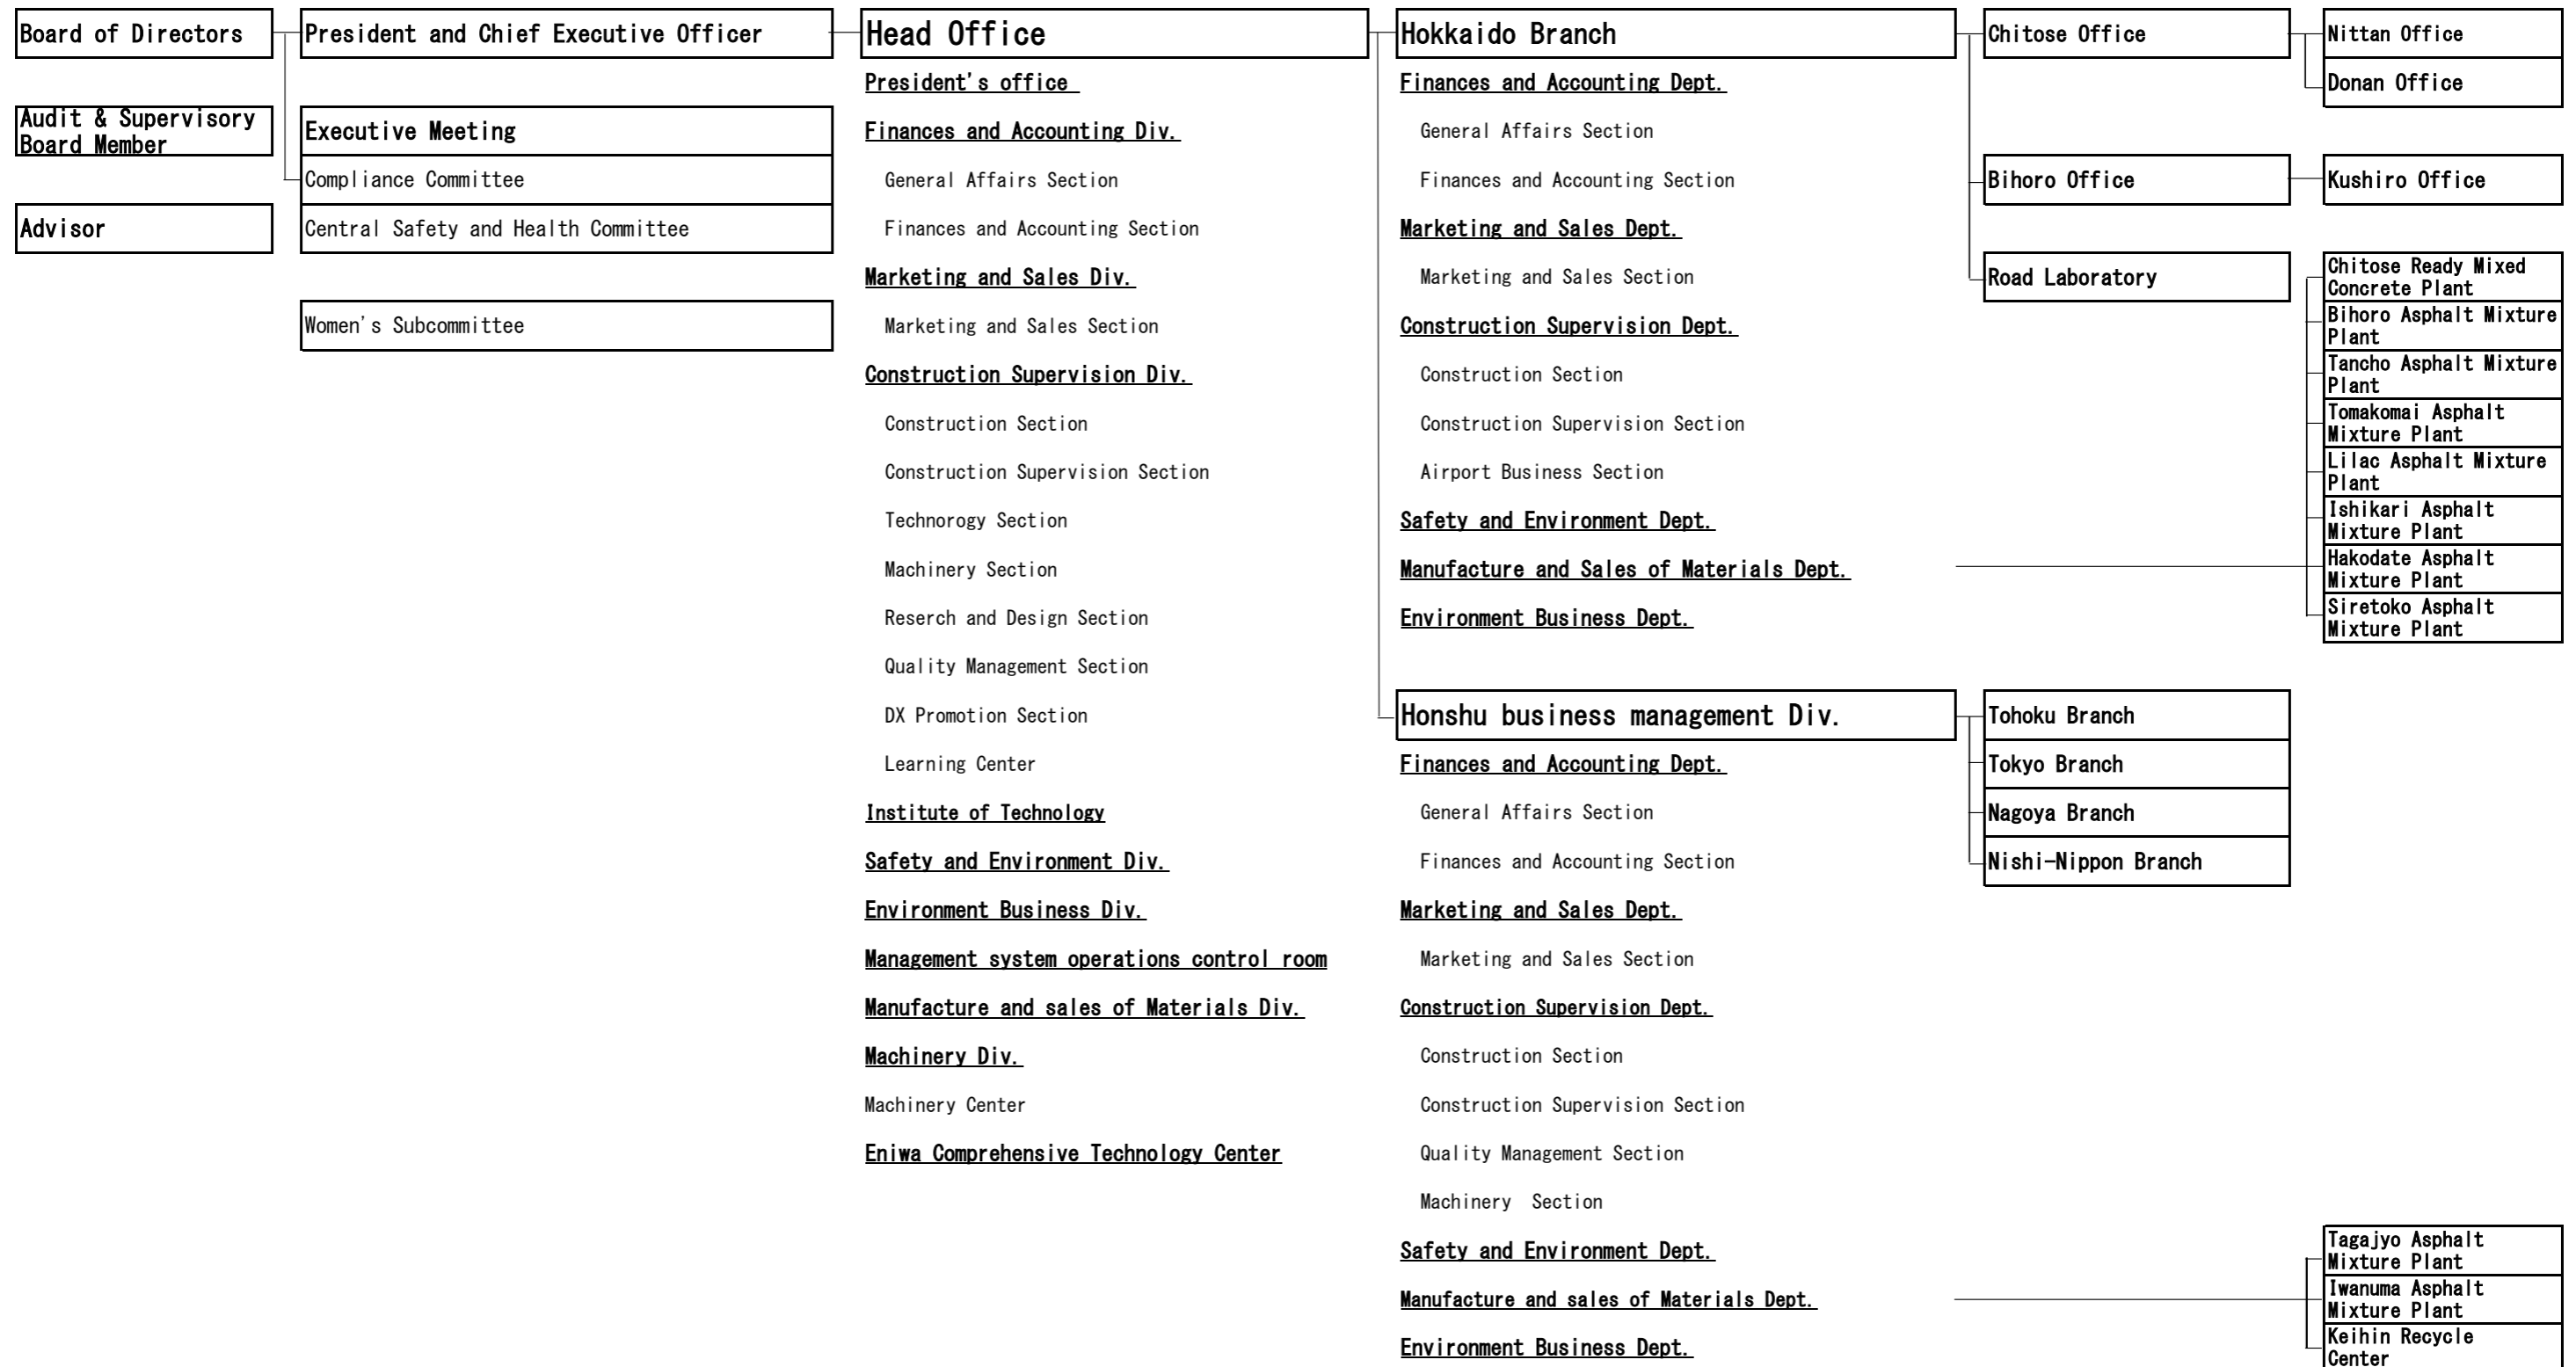 Board of Directors
Audit & Supervisory
Board Member
Advisor
President and Chief Executive Officer
Executive Meeting
Compliance Committee
Central Safety and Health Committee
Women's Subcommittee
Head Office
President's office
Finances and Accounting Div.
General Affairs Section
Finances and Accounting Section
Marketing and Sales Div.
Marketing and Sales Section
Construction Supervision Div.
Construction Section
Construction Supervision Section
Technorogy Section
Machinery Section
Reserch and Design Section
Quality Management Section
DX Promotion Section
Learning Center
Institute of Technology
Safety and Environment Div.
Environment Business Div.
Management system operations control room
Manufacture and sales of Materials Div.
Machinery Div.
Machinery Center
Eniwa Comprehensive Technology Center
Hokkaido Branch
Finances and Accounting Dept.
General Affairs Section
Finances and Accounting Section
Marketing and Sales Dept.
Marketing and Sales Section
Construction Supervision Dept.
Construction Section
Construction Supervision Section
Airport Business Section
Safety and Environment Dept.
Manufacture and Sales of Materials Dept.
Environment Business Dept.
Chitose Office
Nittan Office
Donan Office
Bihoro Office
Kushiro Office
Road Laboratory
Chitose Ready Mixed
Concrete Plant
Bihoro Asphalt Mixture
Plant
Tancho Asphalt Mixture
Plant
Tomakomai Asphalt
Mixture Plant
Lilac Asphalt Mixture
Plant
Ishikari Asphalt
Mixture Plant
Hakodate Asphalt
Mixture Plant
Siretoko Asphalt
Mixture Plant
Honshu business management Div.
Finances and Accounting Dept.
General Affairs Section
Finances and Accounting Section
Marketing and Sales Dept.
Marketing and Sales Section
Construction Supervision Dept.
Construction Section
Construction Supervision Section
Quality Management Section
Machinery  Section
Safety and Environment Dept.
Manufacture and sales of Materials Dept.
Environment Business Dept.
Tohoku Branch
Tokyo Branch
Nagoya Branch
Nishi-Nippon Branch
Tagajyo Asphalt
Mixture Plant
Iwanuma Asphalt
Mixture Plant
Keihin Recycle
Center